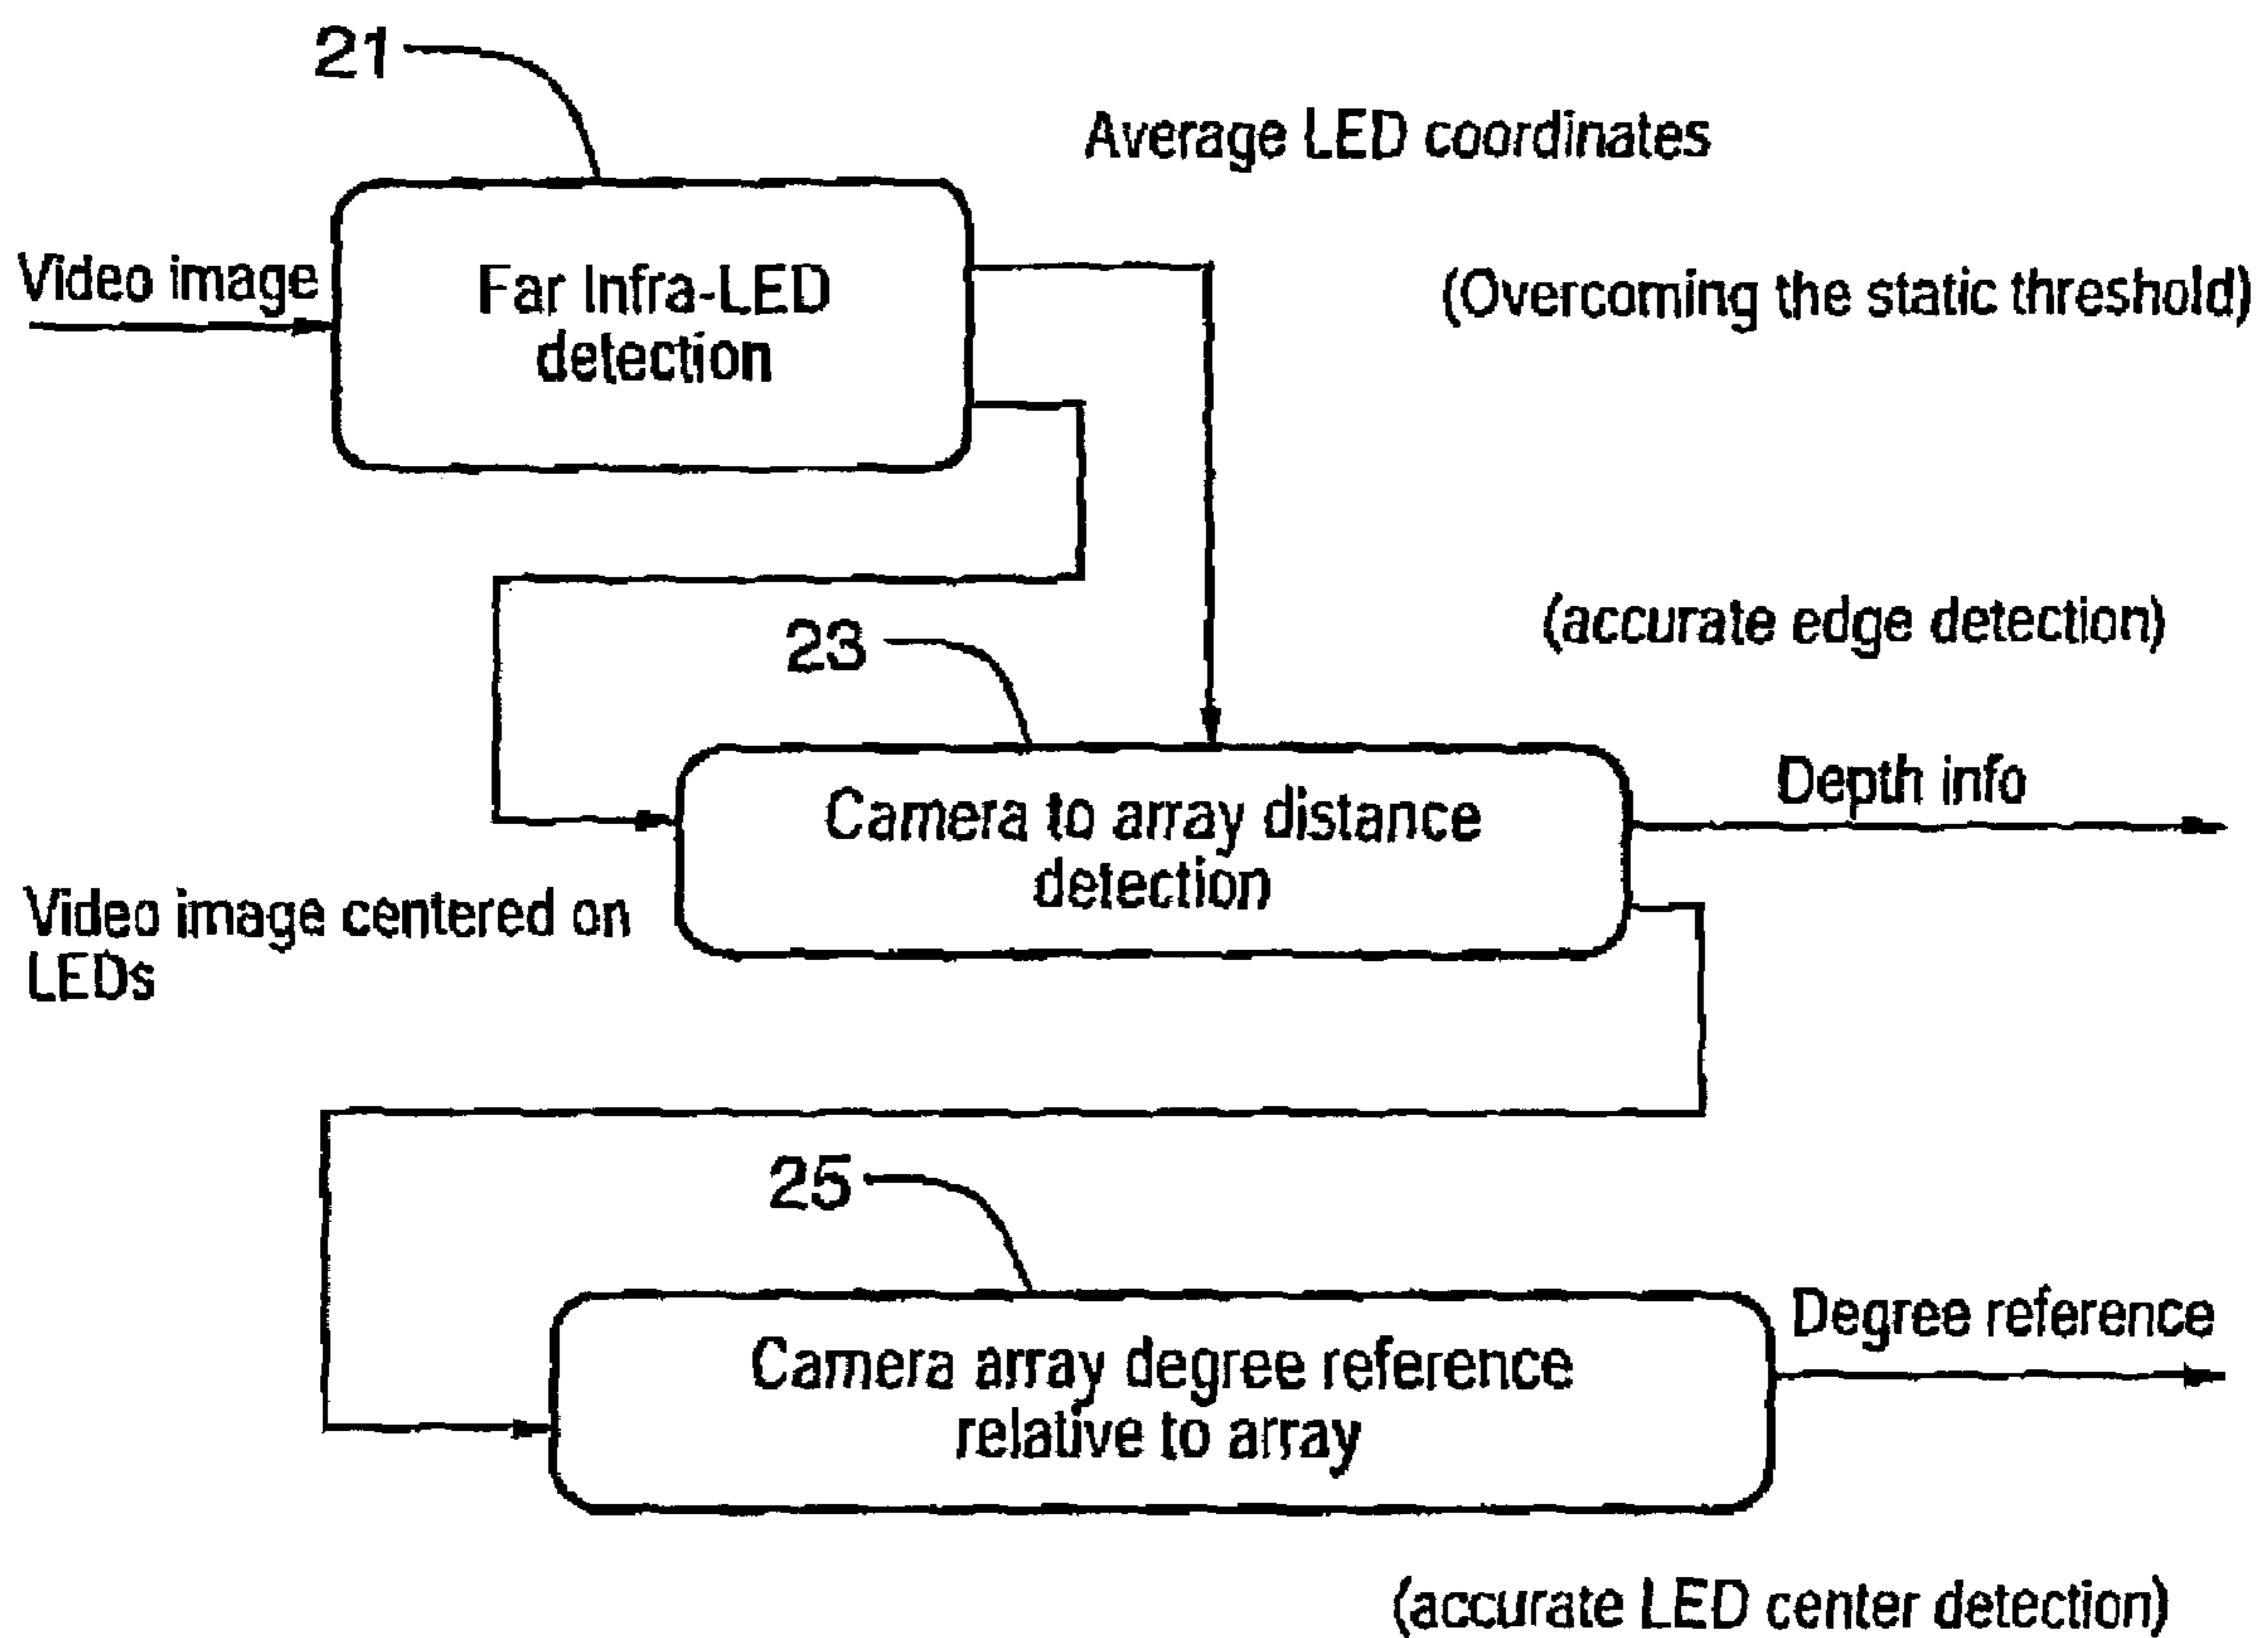 21
Average LED coordinates
Video image
Far Infra-LED
detection
(Overcoming the static threshold)
(accurate edge detection)
23
Depth info
Camera to array distance
detection
Video image centered on
LEDs
25
Degree reference
Camera array degree reference
relative to array
(accurate LED center detection)